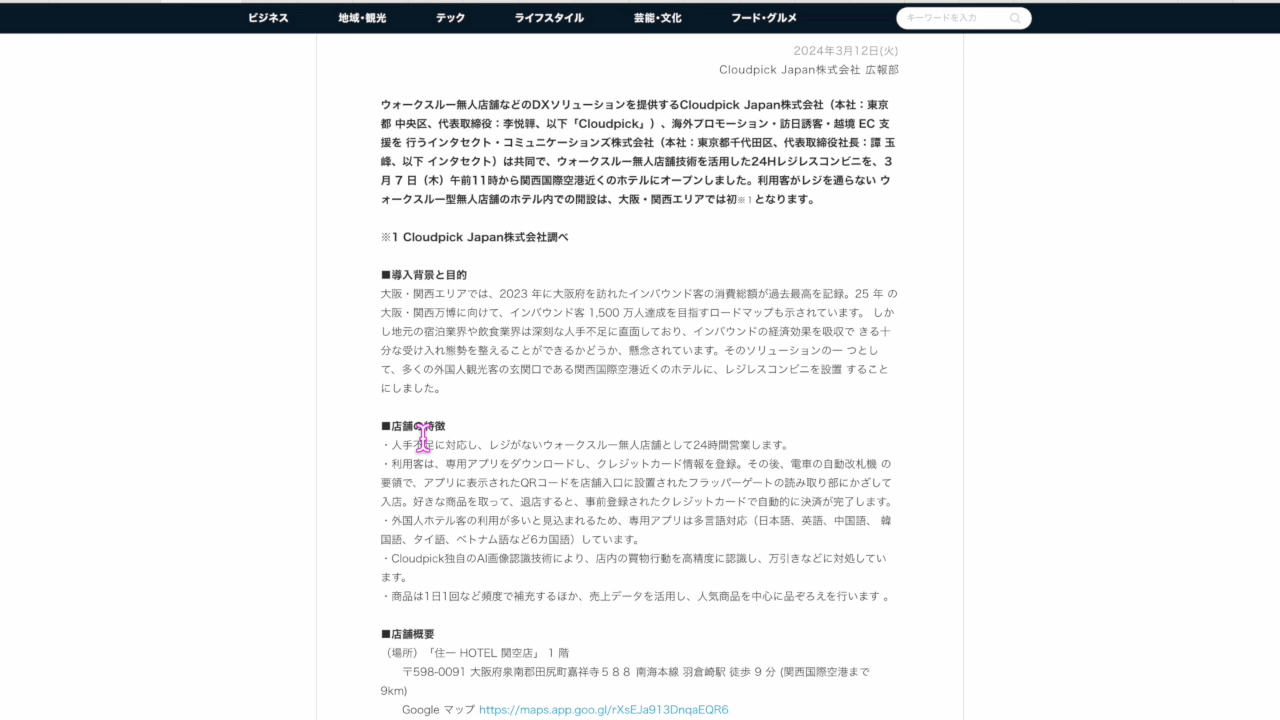 ビジネス 地域・観光 テック ライフスタイル 芸能・文化 フード・グルメ キーワードを入力
2024年3月12日(火)
Cloudpick Japan株式会社 広報部
ウォークスルー無人店舗などのDXソリューションを提供するCloudpick Japan株式会社（本社：東京
都 中央区、代表取締役：李悦韡、以下「Cloudpick」）、海外プロモーション・訪日誘客・越境 EC 支
援を 行うインタセクト・コミュニケーションズ株式会社（本社：東京都千代田区、代表取締役社長：譚 玉
峰、以下 インタセクト）は共同で、ウォークスルー無人店舗技術を活用した24Hレジレスコンビニを、３
月 7 日（木）午前11時から関西国際空港近くのホテルにオープンしました。利用客がレジを通らない ウ
ォークスルー型無人店舗のホテル内での開設は、大阪・関西エリアでは初※１となります。
※1 Cloudpick Japan株式会社調べ
■導入背景と目的
大阪・関西エリアでは、2023 年に大阪府を訪れたインバウンド客の消費総額が過去最高を記録。25 年 の
大阪・関西万博に向けて、インバウンド客 1,500 万人達成を目指すロードマップも示されています。 しか
し地元の宿泊業界や飲食業界は深刻な人手不足に直面しており、インバウンドの経済効果を吸収で きる十
分な受け入れ態勢を整えることができるかどうか、懸念されています。そのソリューションの一 つとし
て、多くの外国人観光客の玄関口である関西国際空港近くのホテルに、レジレスコンビニを設置 すること
にしました。
■店舗の特徴
・人手不足に対応し、レジがないウォークスルー無人店舗として24時間営業します。
・利用客は、専用アプリをダウンロードし、クレジットカード情報を登録。その後、電車の自動改札機 の
要領で、アプリに表示されたQRコードを店舗入口に設置されたフラッパーゲートの読み取り部にかざして
入店。好きな商品を取って、退店すると、事前登録されたクレジットカードで自動的に決済が完了します。
・外国人ホテル客の利用が多いと見込まれるため、専用アプリは多言語対応（日本語、英語、中国語、 韓
国語、タイ語、ベトナム語など6カ国語）しています。
・Cloudpick独自のAI画像認識技術により、店内の買物行動を高精度に認識し、万引きなどに対処してい
ます。
・商品は1日1回など頻度で補充するほか、売上データを活用し、人気商品を中心に品ぞろえを行います 。
■店舗概要
（場所）「住一 HOTEL 関空店」 1 階
〒598-0091 大阪府泉南郡田尻町嘉祥寺５８８ 南海本線 羽倉崎駅 徒歩 9 分 (関西国際空港まで
9km)
Google マップ https://maps.app.goo.gl/rXsEJa913DnqaEQR6